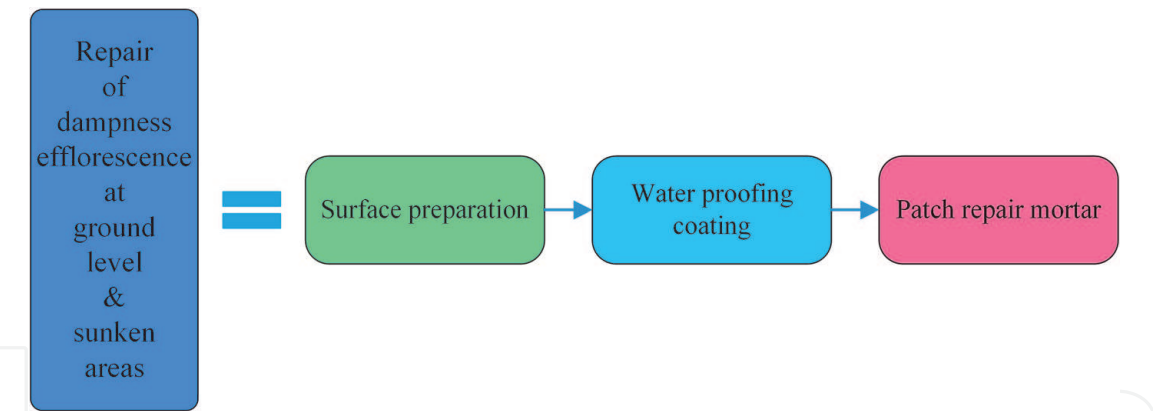 Repair
of
dampness
efflorescence
at
ground
level
&
sunken
areas
Surface preparation
Water proofing
coating
Patch repair mortar